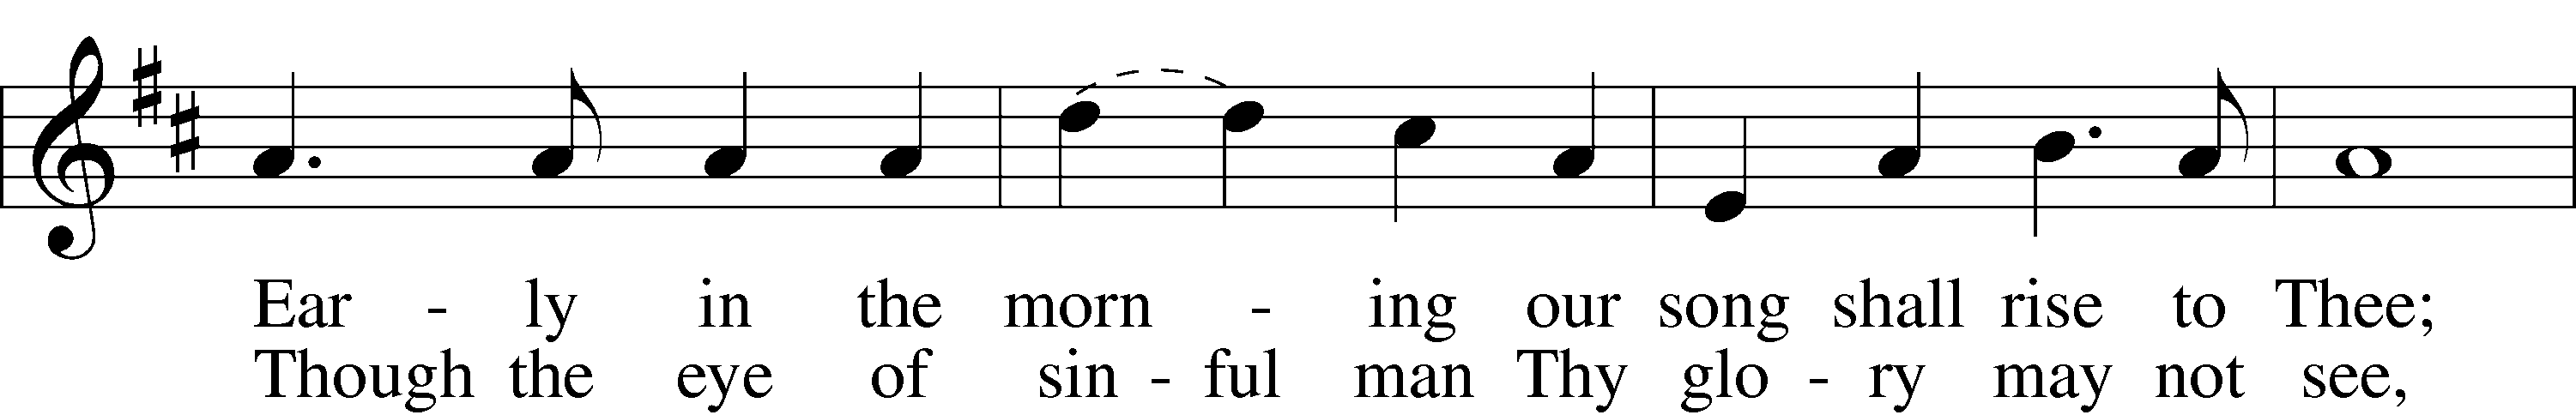 Ear - ly in the morn - ing our song shall rise to Thee;
Though the eye of sin - ful man Thy glo - ry may not see,